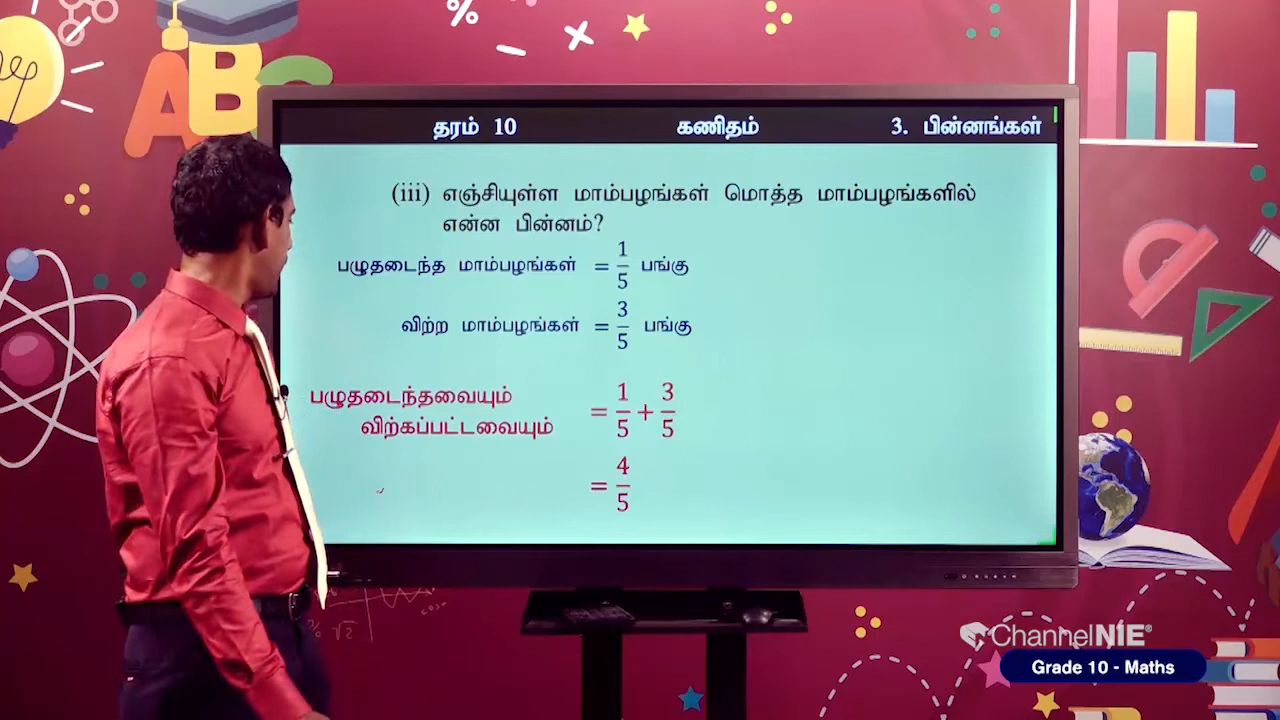 ABC
தரம் 10 கணிதம் 3. பின்னங்கள்
(iii) எஞ்சியுள்ள மாம்பழங்கள் மொத்த மாம்பழங்களில்
என்ன பின்னம்?
பழுதடைந்த மாம்பழங்கள் = 1/5 பங்கு
விற்ற மாம்பழங்கள் = 3/5 பங்கு
பழுதடைந்தவையும்
விற்கப்பட்டவையும் = 1/5 + 3/5
= 4/5
ChannelNIE®
Grade 10 - Maths